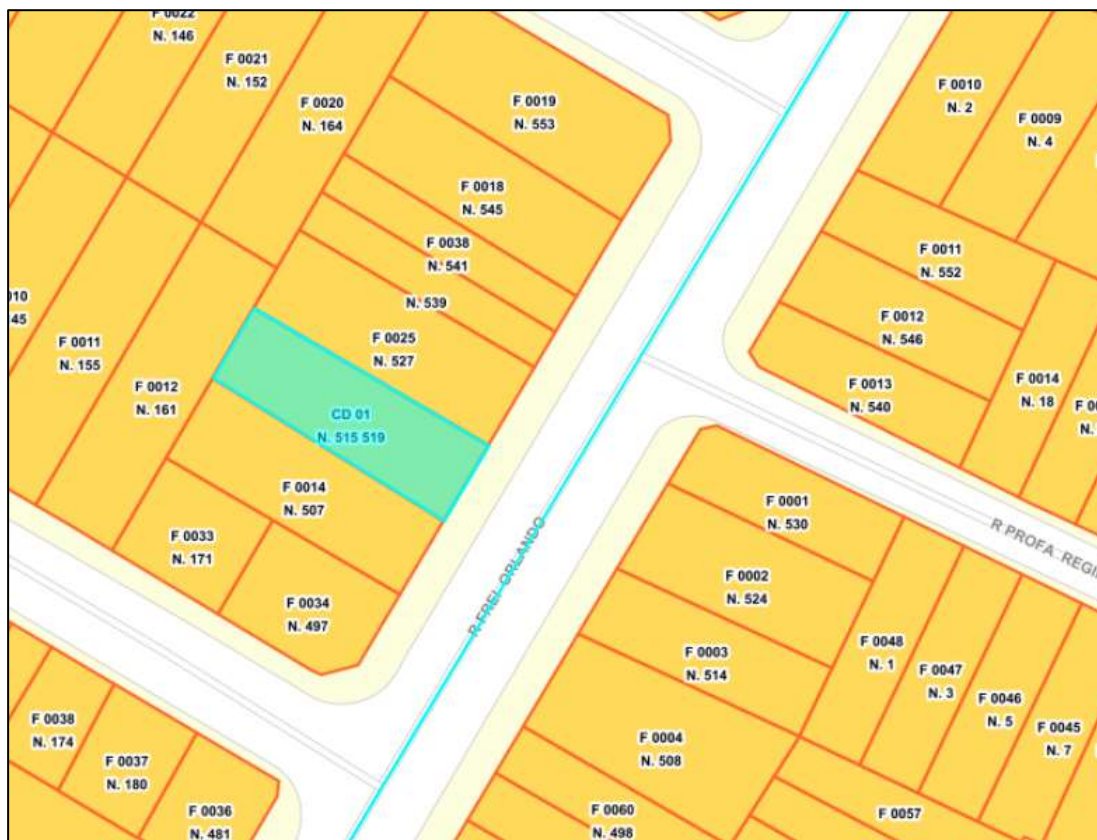 F 0022
N. 146
F 0021
N. 152
F 0020
N. 164
F 0019
N. 553
F 0018
N. 545
F 0038
N. 541
N. 539
F 0025
N. 527
CD 01
N. 515 519
F 0014
N. 507
F 0033
N. 171
F 0034
N. 497
F 0011
N. 155
F 0012
N. 161
F 0010
N. 2
F 0009
N. 4
F 0011
N. 552
F 0012
N. 546
F 0013
N. 540
F 0014
N. 18
N.
R FREI ORLANDO
R PROFA. REGI
F 0001
N. 530
F 0002
N. 524
F 0003
N. 514
F 0004
N. 508
F 0060
N. 498
F 0048
N. 1
F 0047
N. 3
F 0046
N. 5
F 0045
N. 7
F 0057
F 0038
N. 174
F 0037
N. 180
F 0036
N. 481